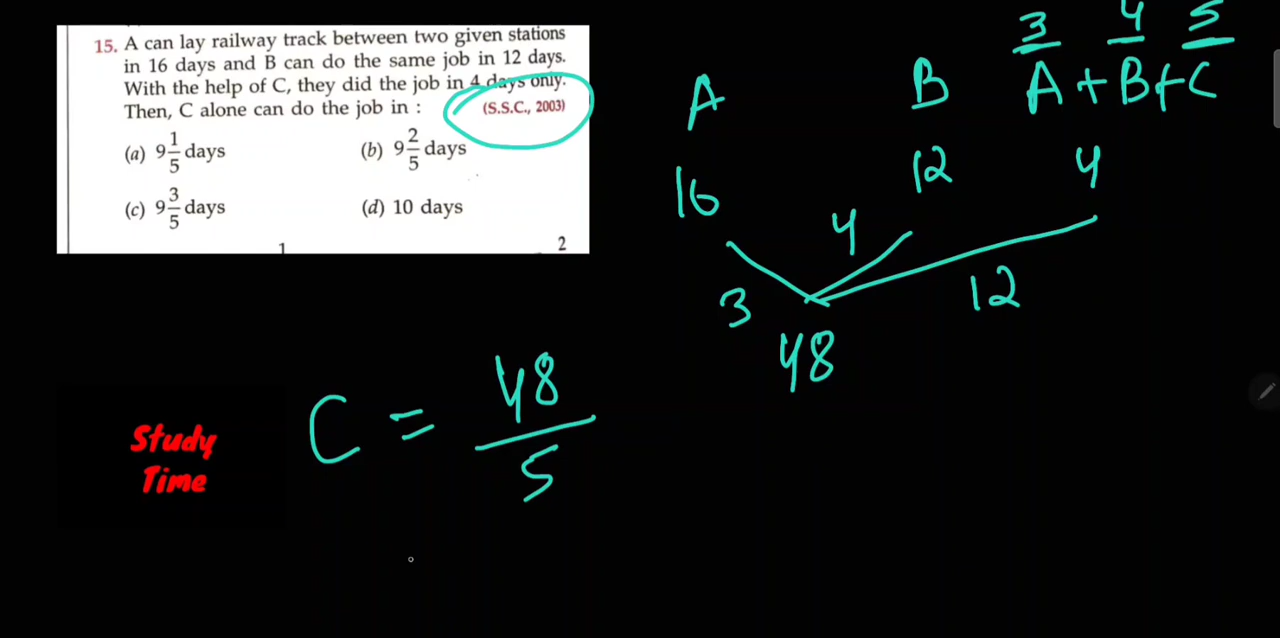 15. A can lay railway track between two given stations
in 16 days and B can do the same job in 12 days.
With the help of C, they did the job in 4 days only.
Then, C alone can do the job in :
(S.S.C., 2003)
(a) 9 1/5 days
(b) 9 2/5 days
(c) 9 3/5 days
(d) 10 days
1
2
3 4 5
A B A + B + C
16 12 4
4
3 12
48
C = 48/5
Study
Time